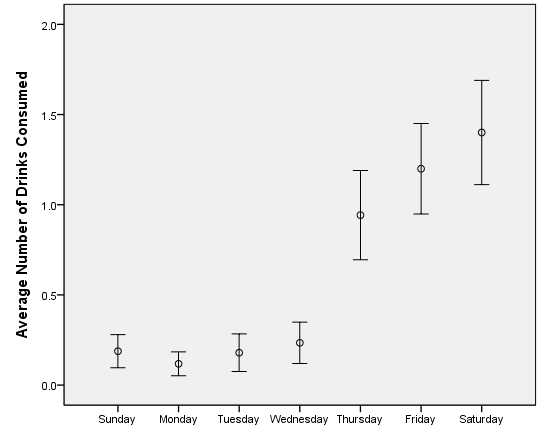 Average Number of Drinks Consumed
2.0
1.5
1.0
0.5
0.0
Sunday Monday Tuesday Wednesday Thursday Friday Saturday